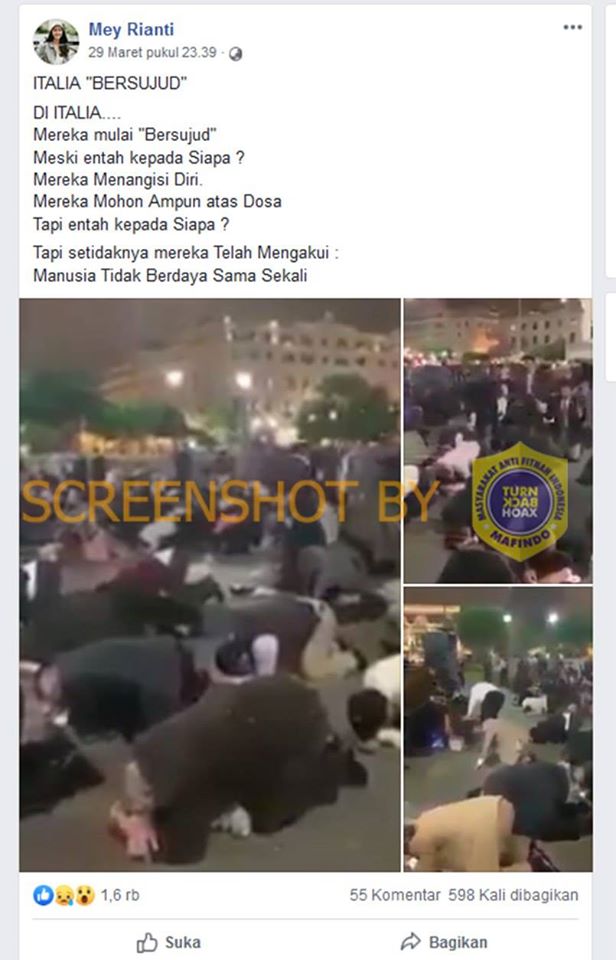 Mey Rianti
29 Maret pukul 23.39 ·
ITALIA "BERSUJUD"
DI ITALIA....
Mereka mulai "Bersujud"
Meski entah kepada Siapa ?
Mereka Menangisi Diri.
Mereka Mohon Ampun atas Dosa
Tapi entah kepada Siapa ?
Tapi setidaknya mereka Telah Mengakui :
Manusia Tidak Berdaya Sama Sekali
SCREENSHOT BY
MASYARAKAT ANTI FITNAH INDONESIA
TURN
BACK
HOAX
MAFINDO
1,6 rb
55 Komentar 598 Kali dibagikan
Suka
Bagikan